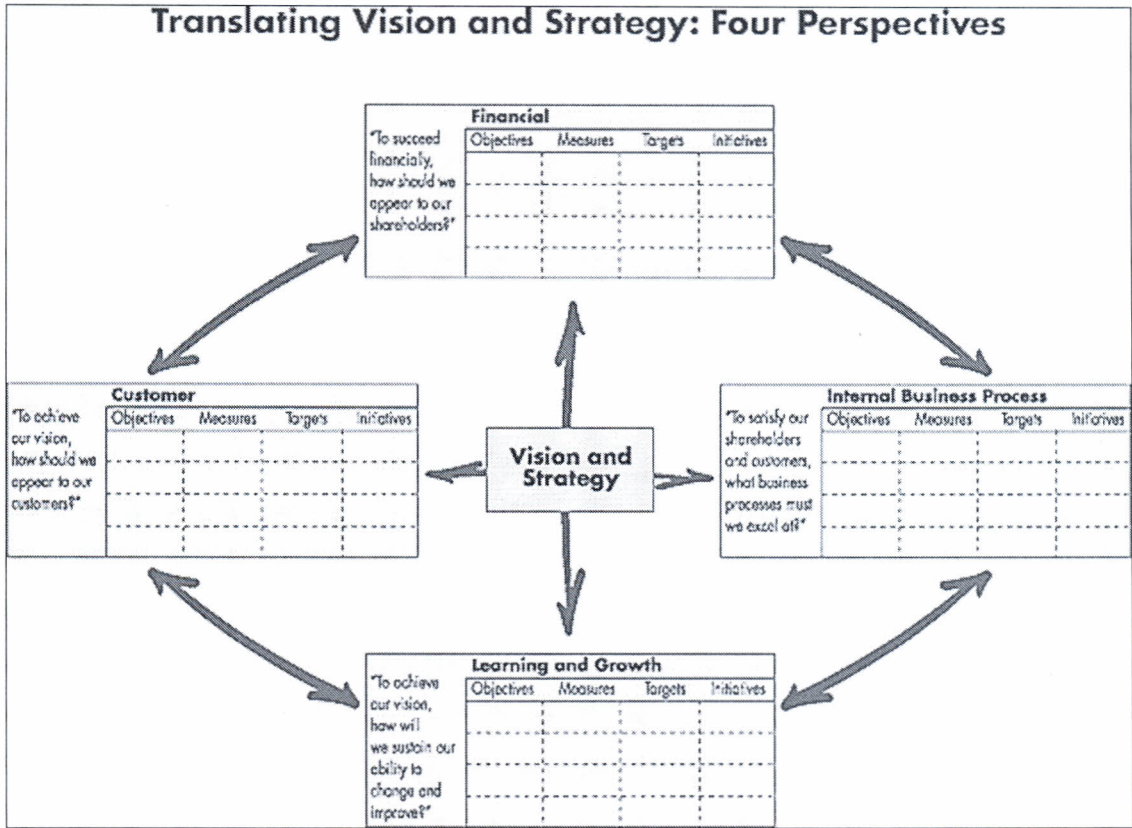 Translating Vision and Strategy: Four Perspectives
Financial
"To succeed
financially,
how should we
appear to our
shareholders?"
Objectives Measures Targets Initiatives
Customer
"To achieve
our vision,
how should we
appear to our
customers?"
Objectives Measures Targets Initiatives
Vision and
Strategy
Internal Business Process
"To satisfy our
shareholders
and customers,
what business
processes must
we excel at?"
Objectives Measures Targets Initiatives
Learning and Growth
"To achieve
our vision,
how will
we sustain our
ability to
change and
improve?"
Objectives Measures Targets Initiatives